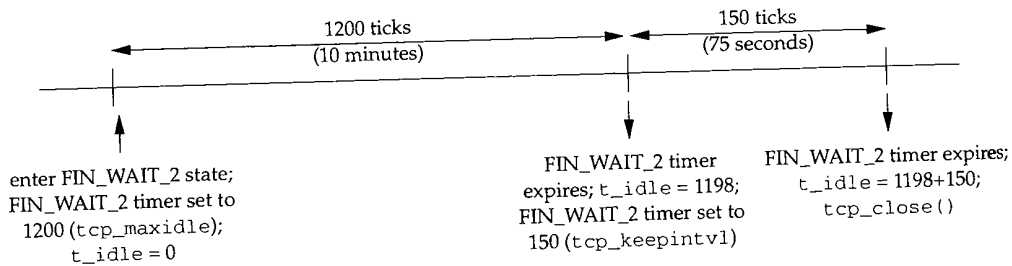 1200 ticks
(10 minutes)
150 ticks
(75 seconds)
enter FIN_WAIT_2 state;
FIN_WAIT_2 timer set to
1200 (tcp_maxidle);
t_idle = 0
FIN_WAIT_2 timer
expires; t_idle = 1198;
FIN_WAIT_2 timer set to
150 (tcp_keepintvl)
FIN_WAIT_2 timer expires;
t_idle = 1198+150;
tcp_close()